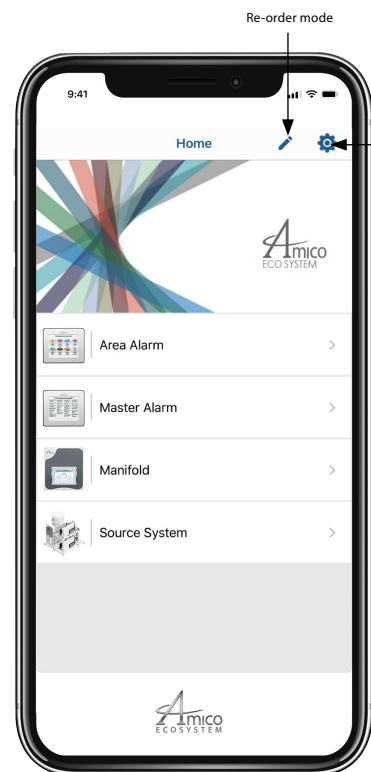 Re-order mode
9:41
Home
Amico
ECO SYSTEM
Area Alarm
Master Alarm
Manifold
Source System
Amico
ECOSYSTEM